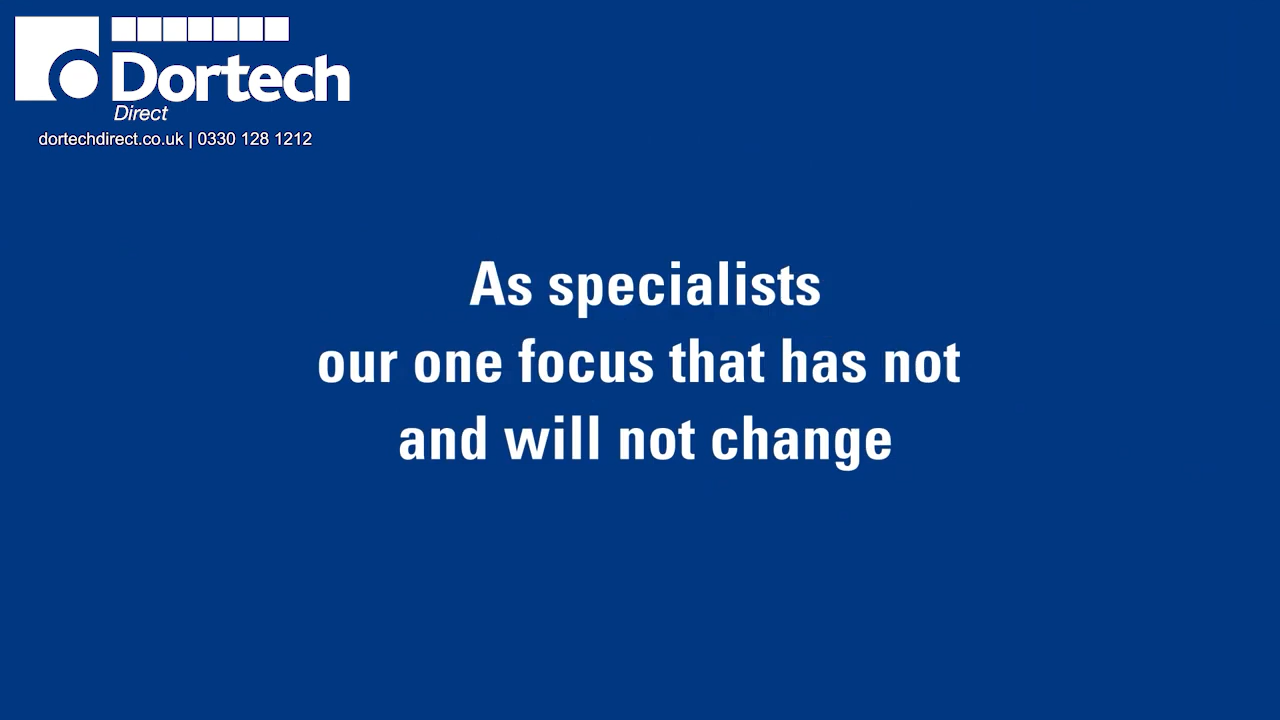 Dortech
Direct
dortechdirect.co.uk | 0330 128 1212
As specialists
our one focus that has not
and will not change